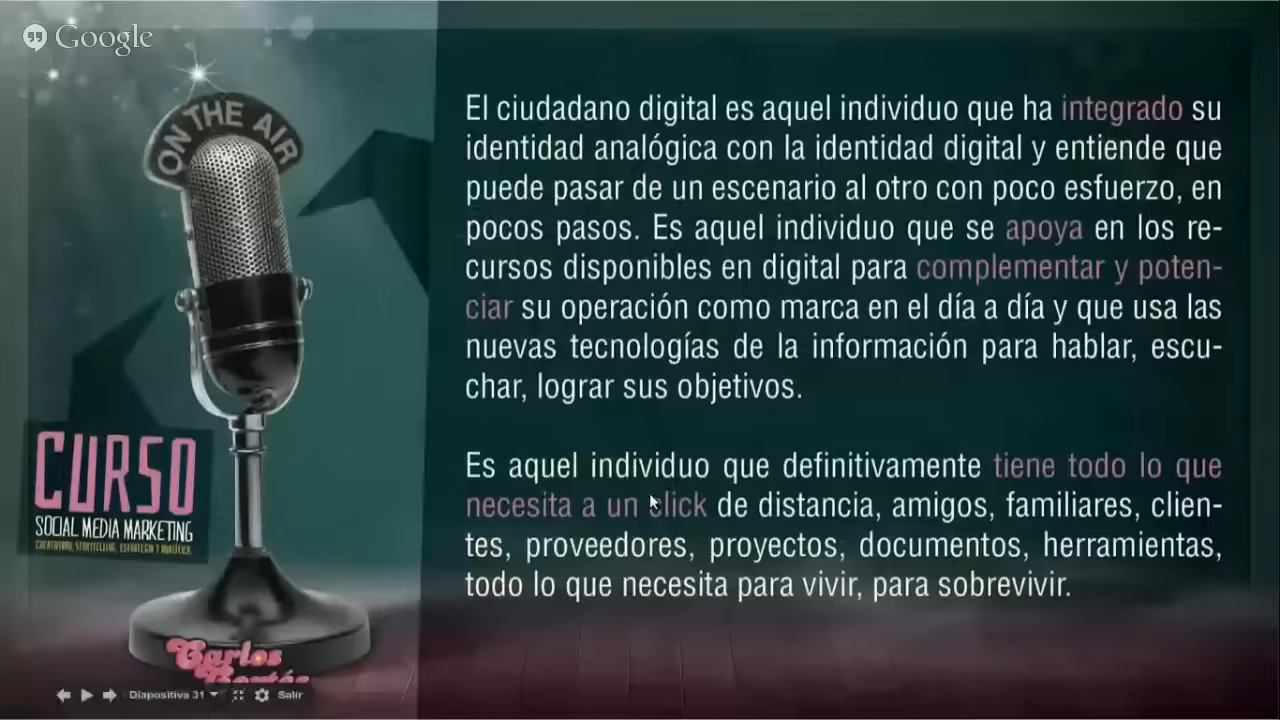 Google
ON THE AIR
El ciudadano digital es aquel individuo que ha integrado su
identidad analógica con la identidad digital y entiende que
puede pasar de un escenario al otro con poco esfuerzo, en
pocos pasos. Es aquel individuo que se apoya en los re-
cursos disponibles en digital para complementar y poten-
ciar su operación como marca en el día a día y que usa las
nuevas tecnologías de la información para hablar, escu-
char, lograr sus objetivos.
Es aquel individuo que definitivamente tiene todo lo que
necesita a un click de distancia, amigos, familiares, clien-
tes, proveedores, proyectos, documentos, herramientas,
todo lo que necesita para vivir, para sobrevivir.
CURSO
SOCIAL MEDIA MARKETING
STORYTELLING, ESTRATEGIA Y
Carlos
Diapositiva 31
Salir